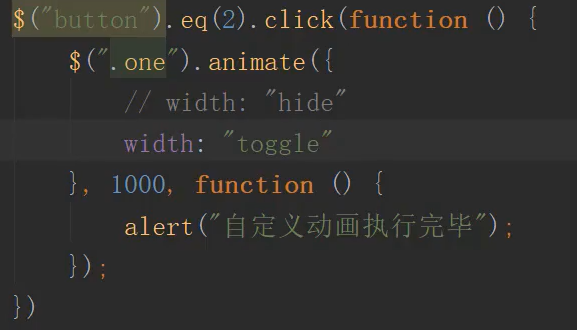 $("button").eq(2).click(function () {
    $(".one").animate({
        // width: "hide"
        width: "toggle"
    }, 1000, function () {
        alert("自定义动画执行完毕");
    });
})